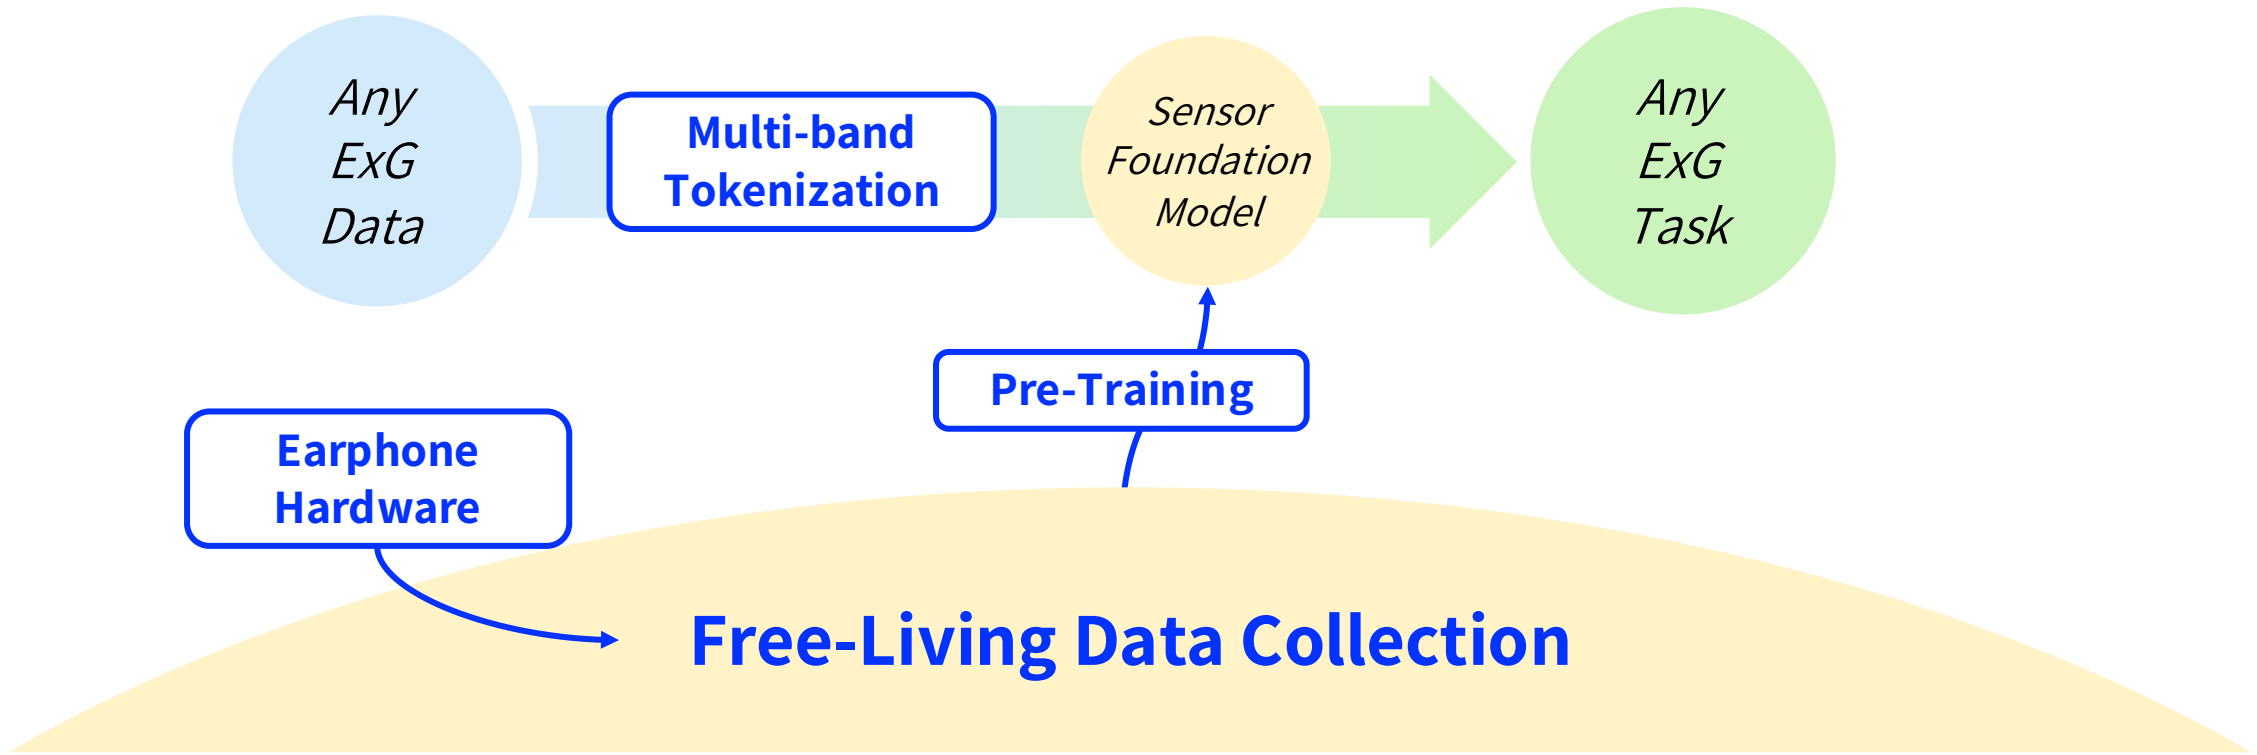 Any
ExG
Data
Multi-band
Tokenization
Sensor
Foundation
Model
Any
ExG
Task
Pre-Training
Earphone
Hardware
Free-Living Data Collection